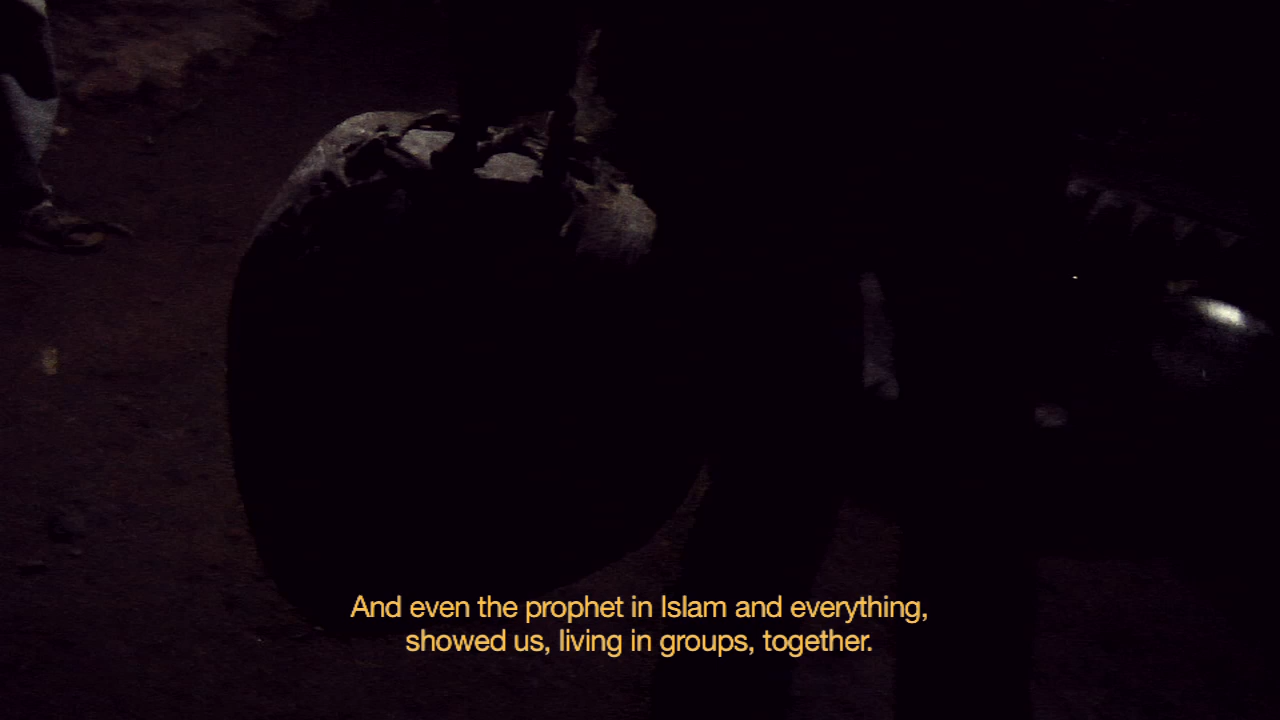 And even the prophet in Islam and everything,
showed us, living in groups, together.